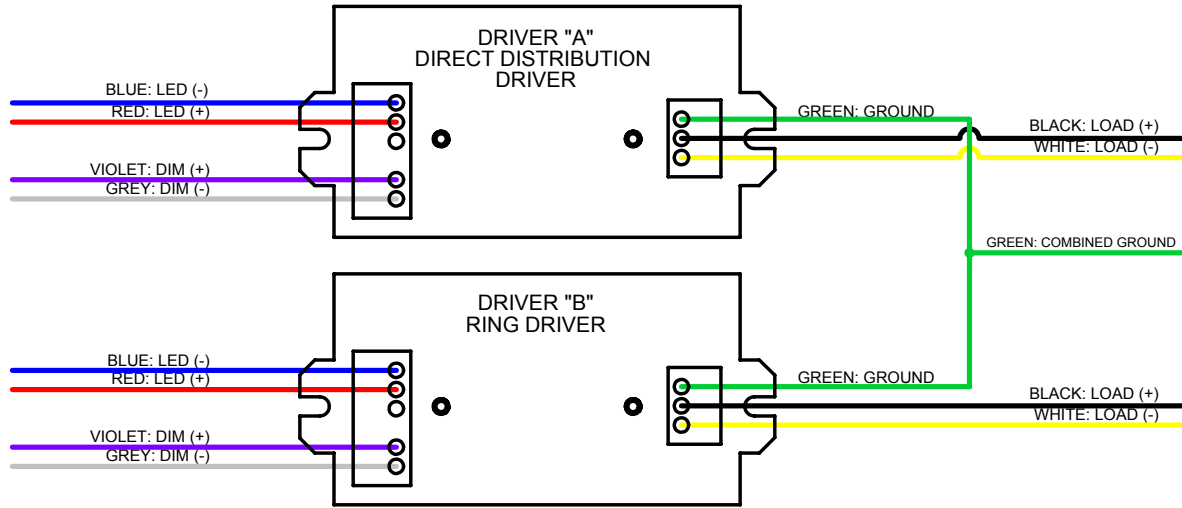 DRIVER "A"
DIRECT DISTRIBUTION
DRIVER
BLUE: LED (-)
RED: LED (+)
VIOLET: DIM (+)
GREY: DIM (-)
GREEN: GROUND
BLACK: LOAD (+)
WHITE: LOAD (-)
GREEN: COMBINED GROUND
DRIVER "B"
RING DRIVER
BLUE: LED (-)
RED: LED (+)
VIOLET: DIM (+)
GREY: DIM (-)
GREEN: GROUND
BLACK: LOAD (+)
WHITE: LOAD (-)